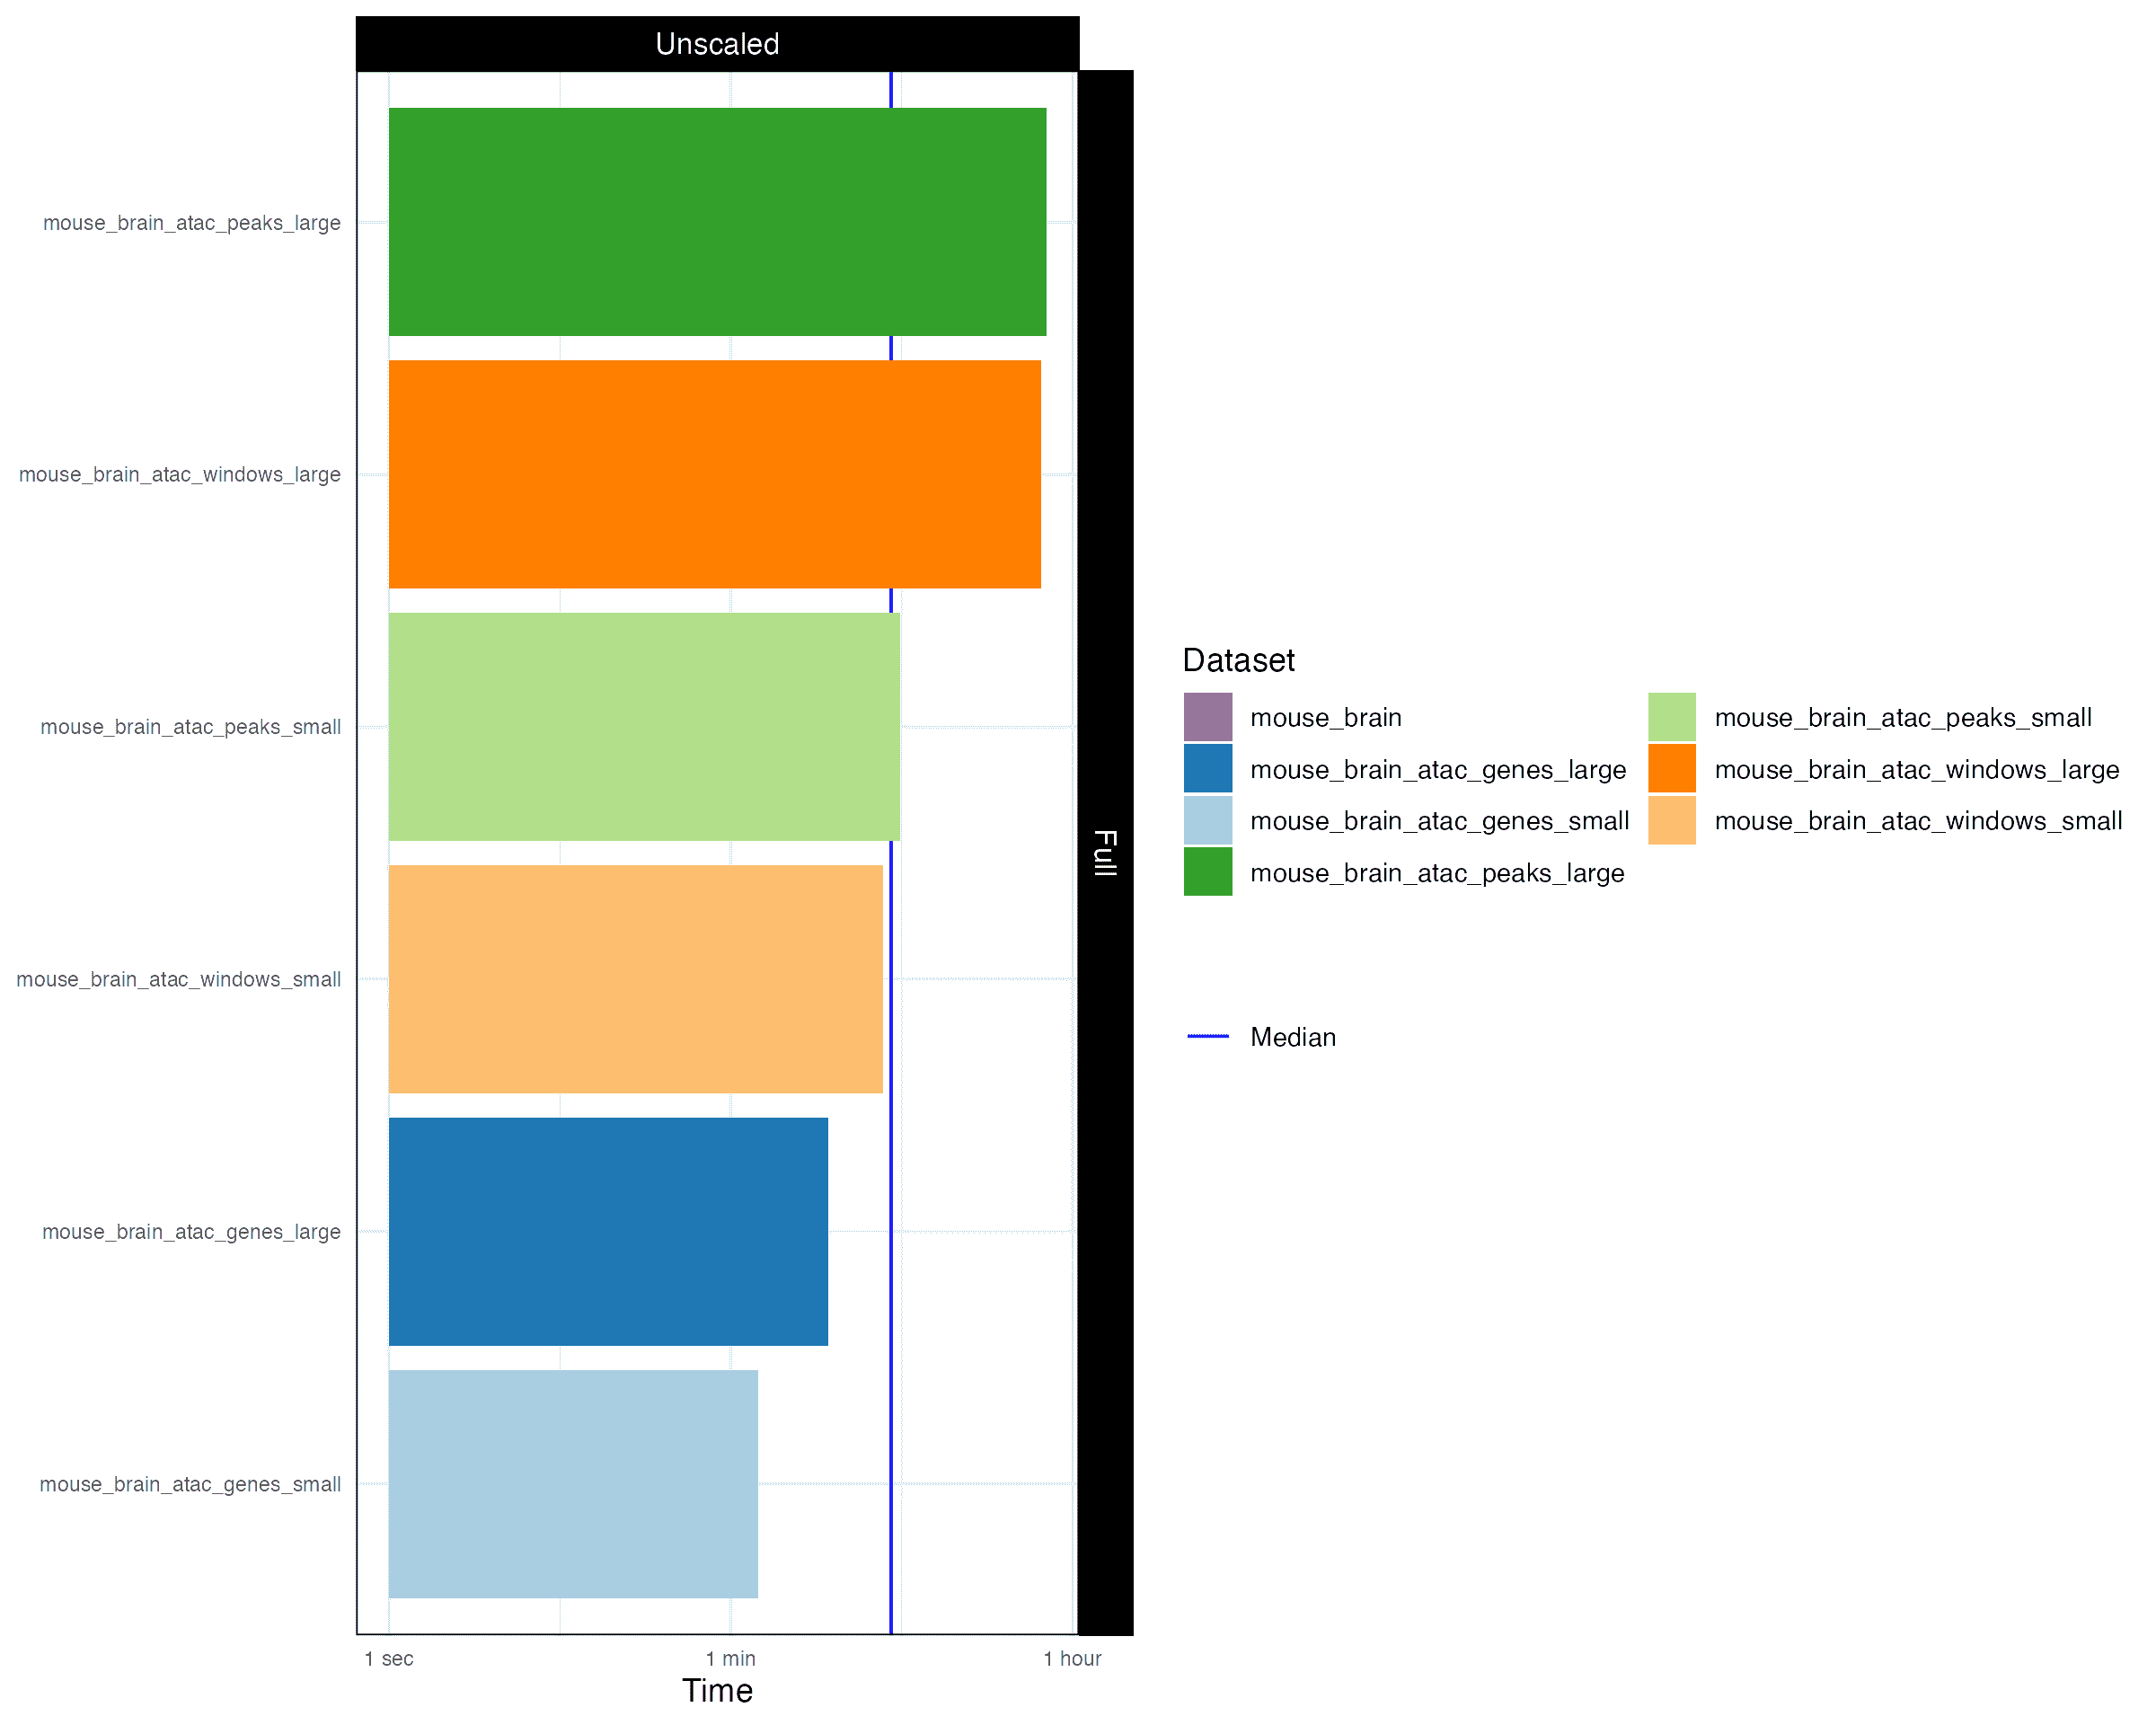 Unscaled
mouse_brain_atac_peaks_large
mouse_brain_atac_windows_large
mouse_brain_atac_peaks_small
mouse_brain_atac_windows_small
mouse_brain_atac_genes_large
mouse_brain_atac_genes_small
1 sec
1 min
1 hour
Time
Full
Dataset
mouse_brain
mouse_brain_atac_genes_large
mouse_brain_atac_genes_small
mouse_brain_atac_peaks_large
mouse_brain_atac_peaks_small
mouse_brain_atac_windows_large
mouse_brain_atac_windows_small
Median